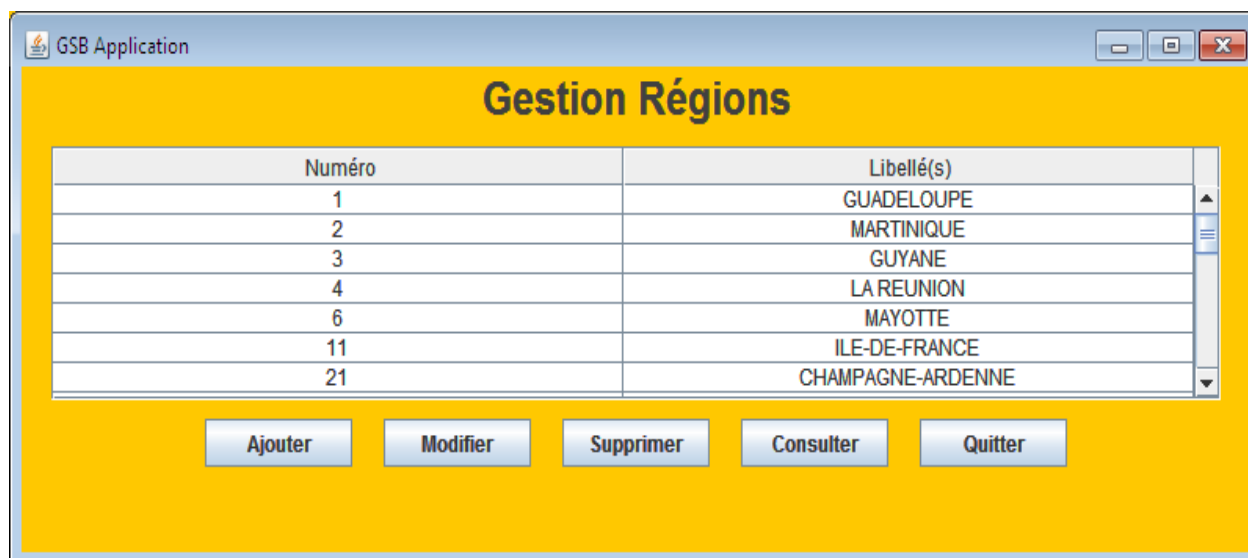 GSB Application
Gestion Régions
Numéro Libellé(s)
1 GUADELOUPE
2 MARTINIQUE
3 GUYANE
4 LA REUNION
6 MAYOTTE
11 ILE-DE-FRANCE
21 CHAMPAGNE-ARDENNE
Ajouter Modifier Supprimer Consulter Quitter